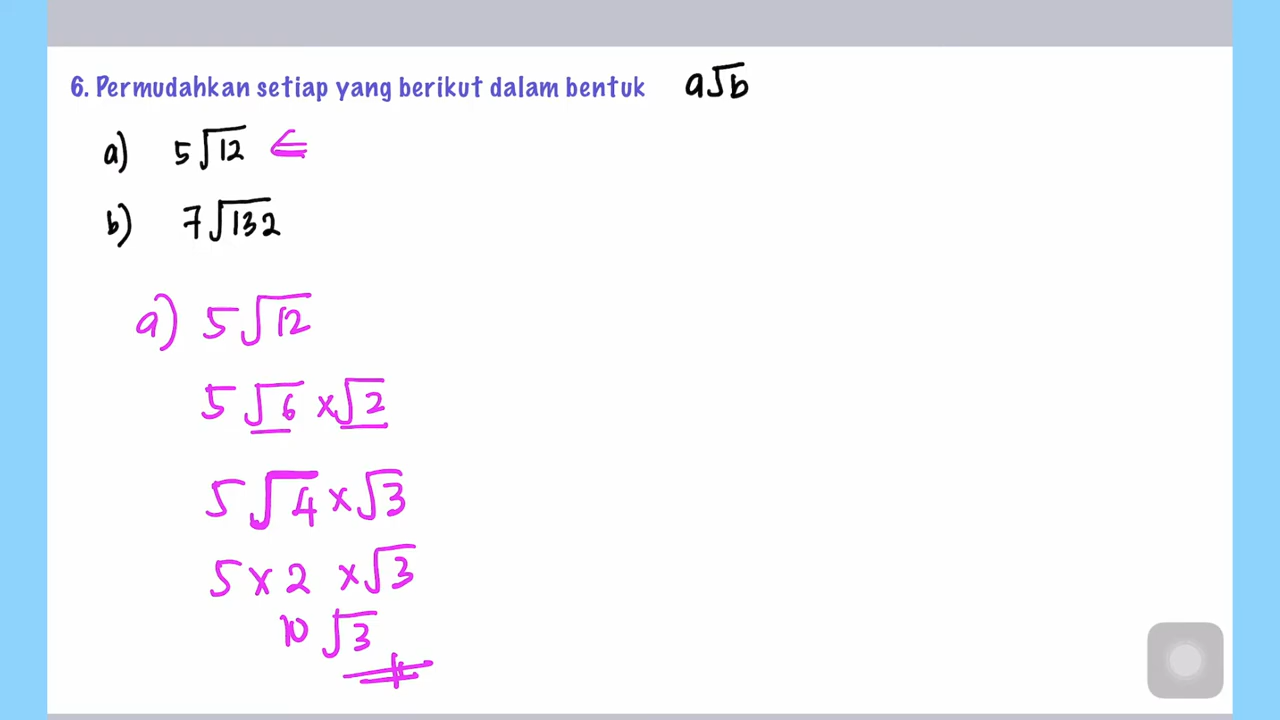 6. Permudahkan setiap yang berikut dalam bentuk a√b
a) 5√12 ⇐
b) 7√132
a) 5√12
5√6 × √2
5√4 × √3
5 × 2 × √3
10√3